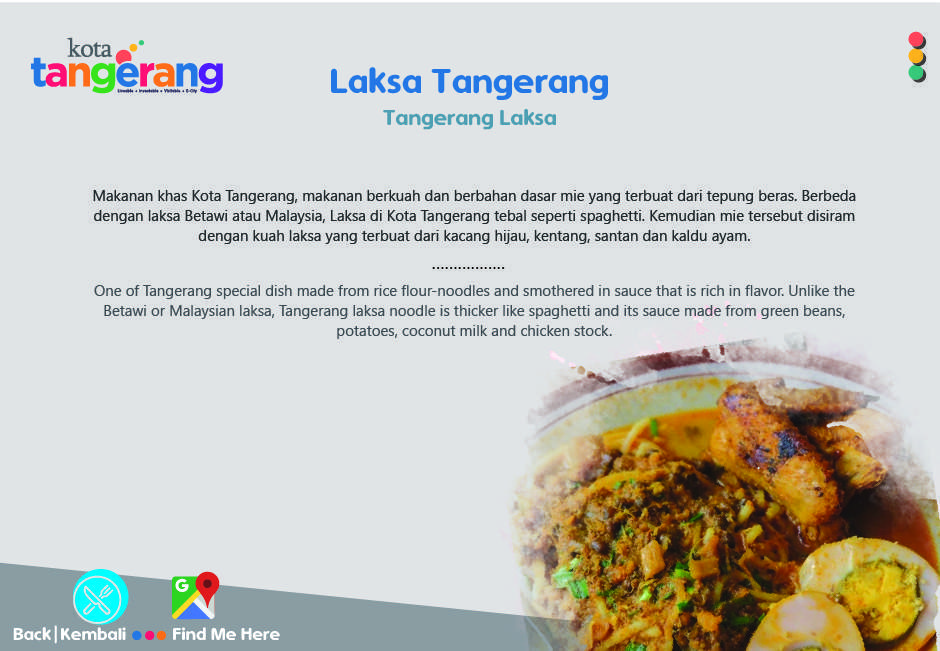 kota
tangerang
Liveable • Investable • Visitable • E-City
Laksa Tangerang
Tangerang Laksa
Makanan khas Kota Tangerang, makanan berkuah dan berbahan dasar mie yang terbuat dari tepung beras. Berbeda
dengan laksa Betawi atau Malaysia, Laksa di Kota Tangerang tebal seperti spaghetti. Kemudian mie tersebut disiram
dengan kuah laksa yang terbuat dari kacang hijau, kentang, santan dan kaldu ayam.
.................
One of Tangerang special dish made from rice flour-noodles and smothered in sauce that is rich in flavor. Unlike the
Betawi or Malaysian laksa, Tangerang laksa noodle is thicker like spaghetti and its sauce made from green beans,
potatoes, coconut milk and chicken stock.
G
Back|Kembali
Find Me Here